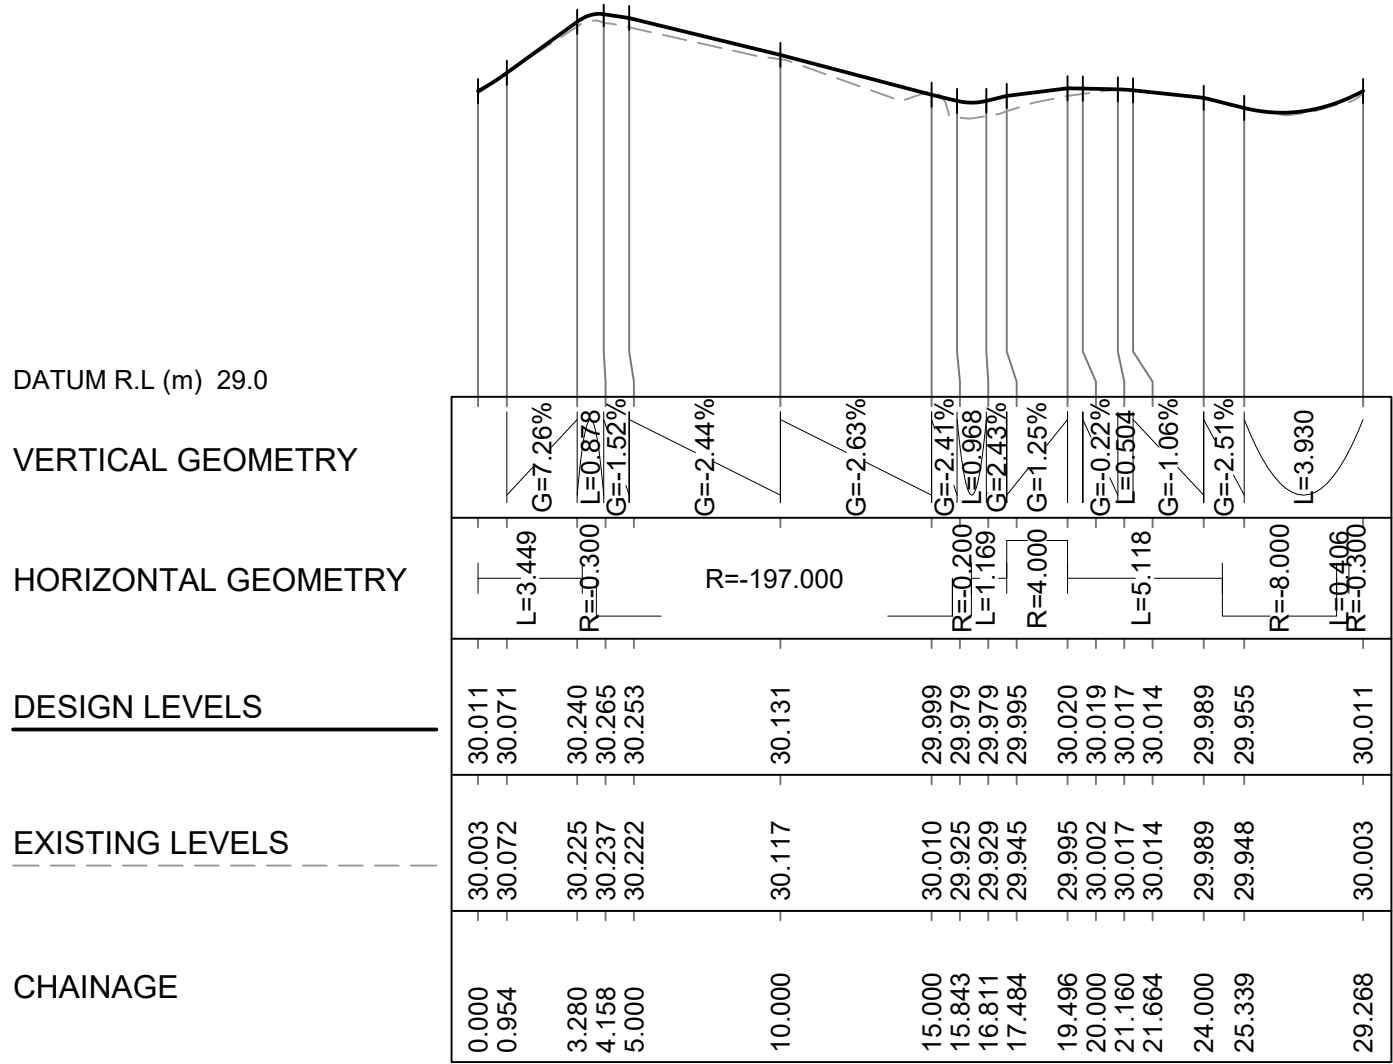 DATUM R.L (m) 29.0
VERTICAL GEOMETRY
G=7.26%
L=0.878
G=-1.52%
G=-2.44%
G=-2.63%
G=-2.41%
L=0.968
G=2.43%
G=1.25%
G=-0.22%
L=0.504
G=-1.06%
G=-2.51%
L=3.930
HORIZONTAL GEOMETRY
L=3.449
R=-0.300
R=-197.000
R=-0.200
L=1.169
R=4.000
L=5.118
R=-8.000
L=0.406
R=-0.300
DESIGN LEVELS
30.011
30.071
30.240
30.265
30.253
30.131
29.999
29.979
29.979
29.995
30.020
30.019
30.017
30.014
29.989
29.955
30.011
EXISTING LEVELS
30.003
30.072
30.225
30.237
30.222
30.117
30.010
29.925
29.929
29.945
29.995
30.002
30.017
30.014
29.989
29.948
30.003
CHAINAGE
0.000
0.954
3.280
4.158
5.000
10.000
15.000
15.843
16.811
17.484
19.496
20.000
21.160
21.664
24.000
25.339
29.268